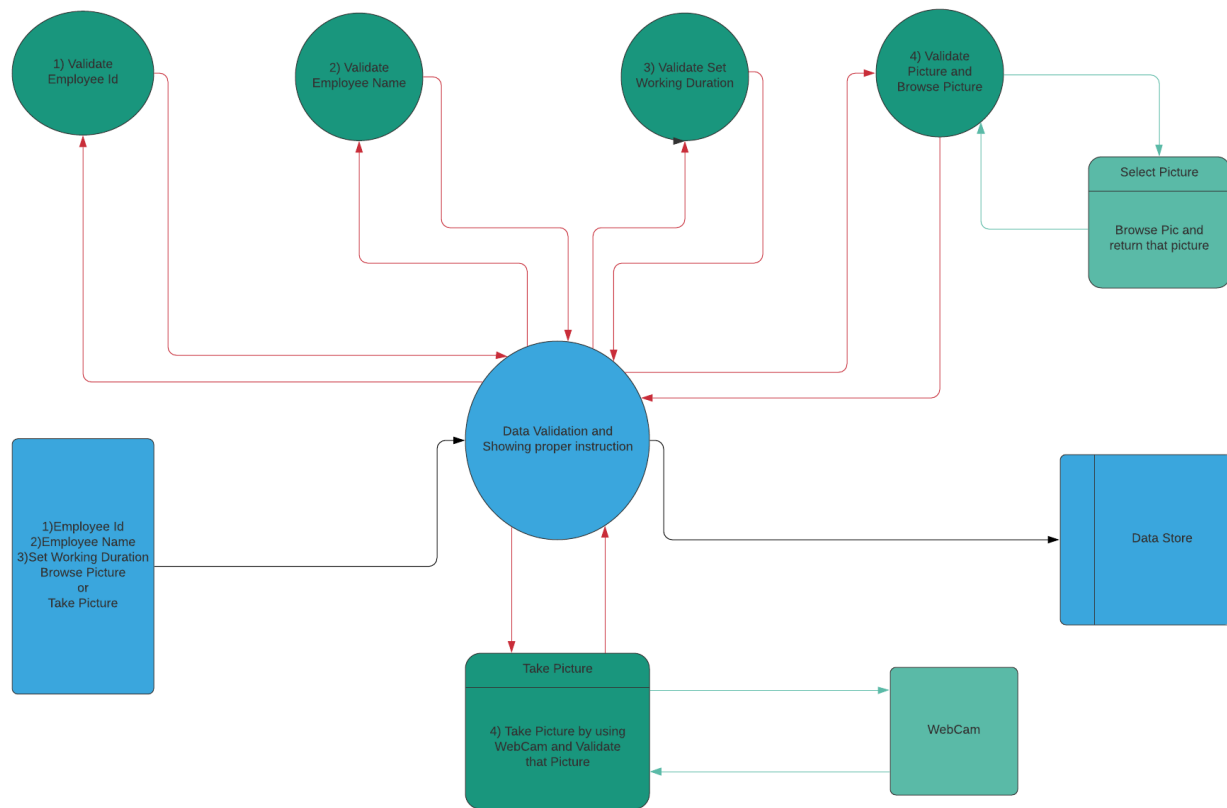 1) Validate
Employee Id
2) Validate
Employee Name
3) Validate Set
Working Duration
4) Validate
Picture and
Browse Picture
Select Picture
Browse Pic and
return that picture
Data Validation and
Showing proper instruction
1)Employee Id
2)Employee Name
3)Set Working Duration
Browse Picture
or
Take Picture
Data Store
Take Picture
4) Take Picture by using
WebCam and Validate
that Picture
WebCam